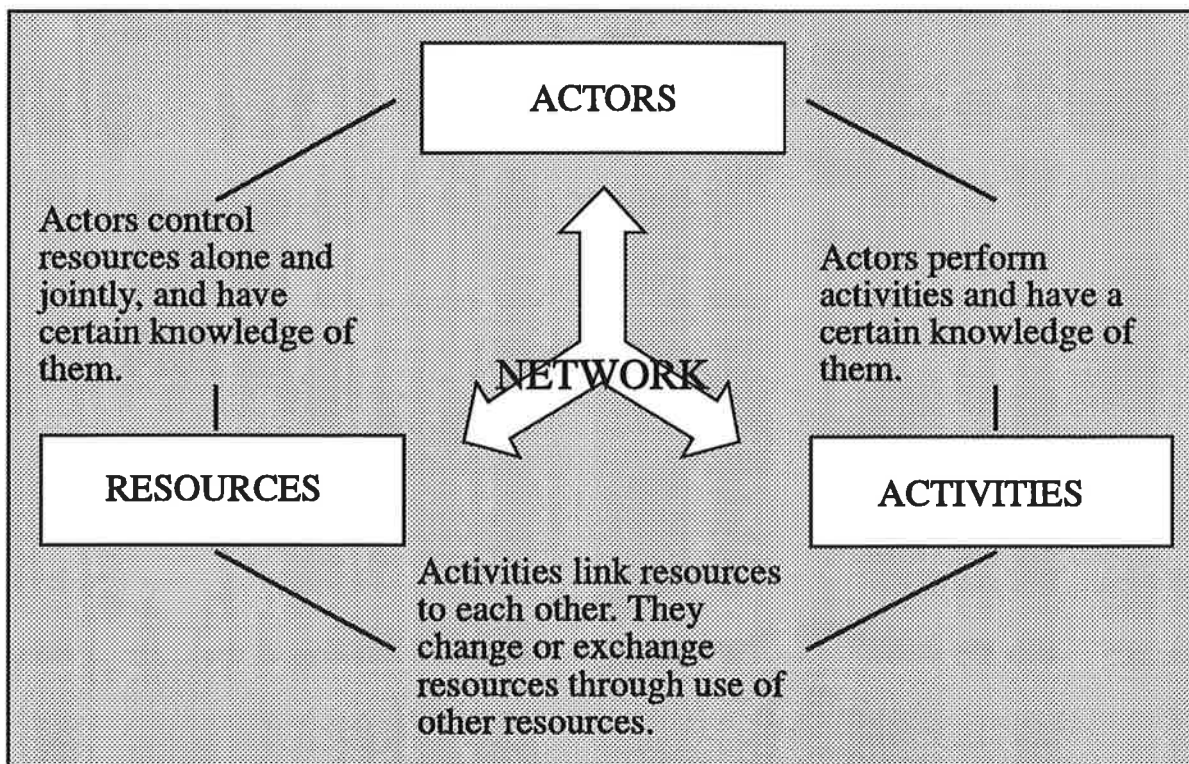 ACTORS
Actors control
resources alone and
jointly, and have
certain knowledge of
them.
Actors perform
activities and have a
certain knowledge of
them.
NETWORK
RESOURCES
ACTIVITIES
Activities link resources
to each other. They
change or exchange
resources through use of
other resources.